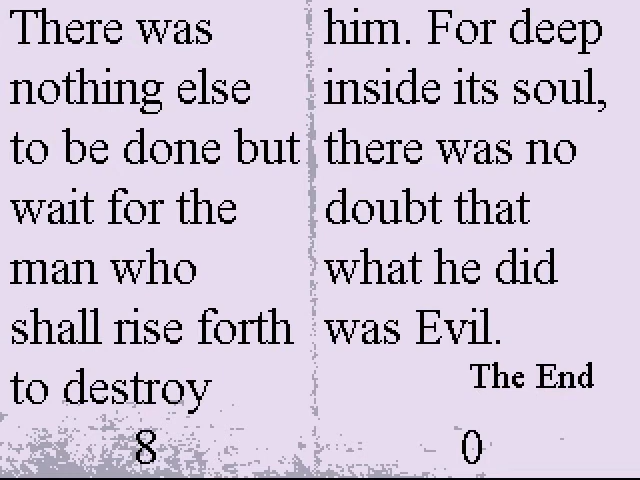 There was
nothing else
to be done but
wait for the
man who
shall rise forth
to destroy
8
him. For deep
inside its soul,
there was no
doubt that
what he did
was Evil.
The End
0